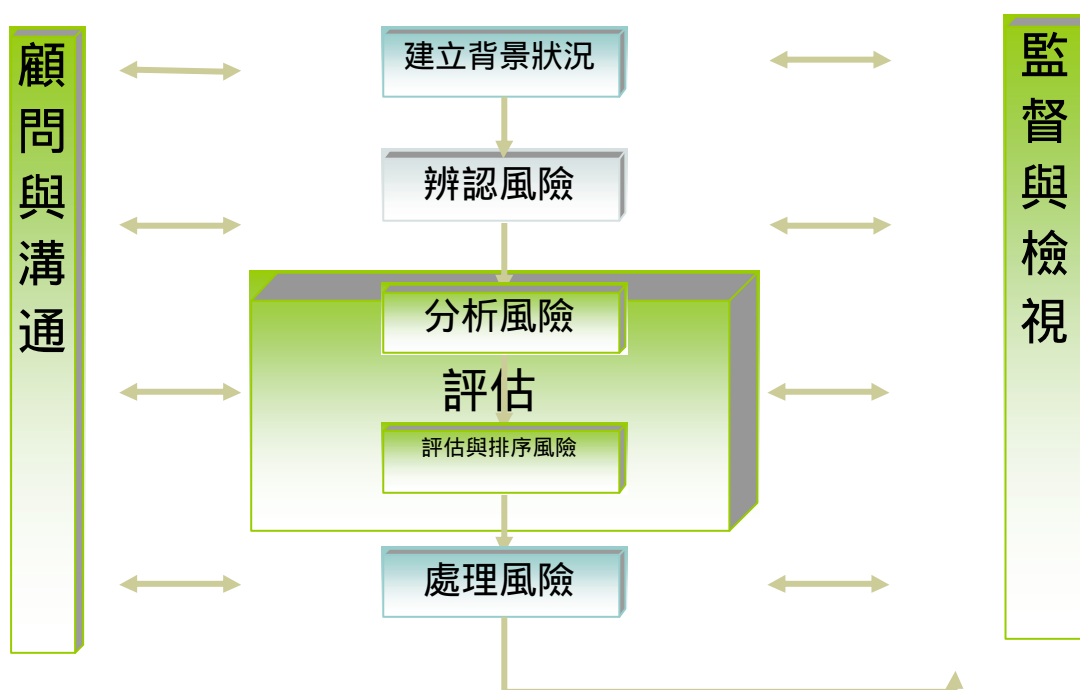 顧問與溝通
建立背景狀況
辨認風險
分析風險
評估
評估與排序風險
處理風險
監督與檢視